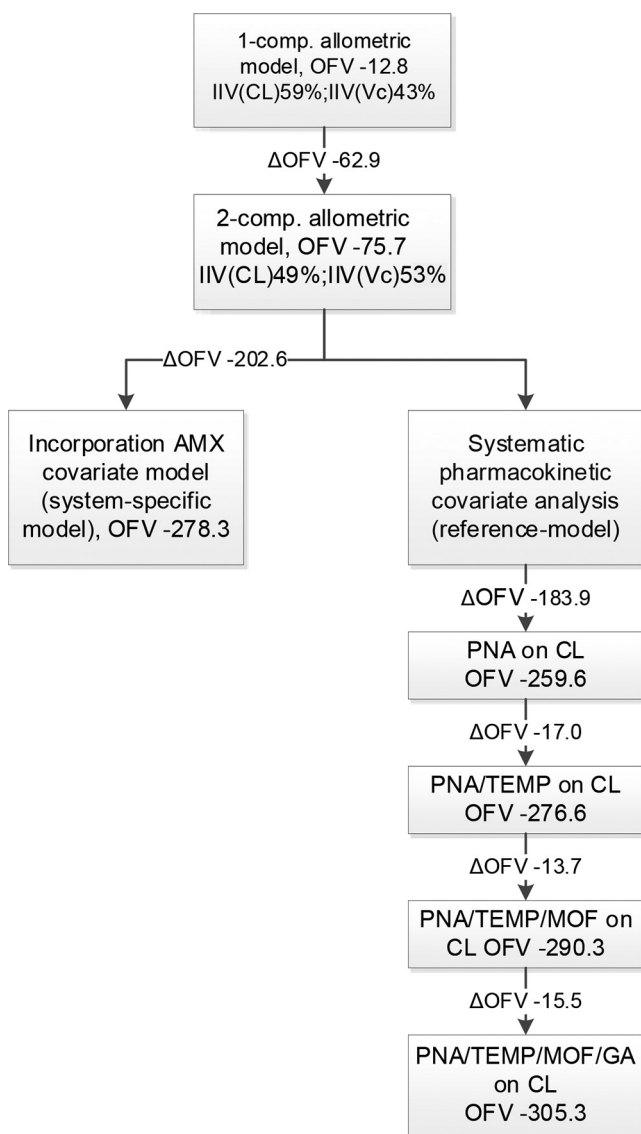 1-comp. allometric
model, OFV -12.8
IIV(CL)59%;IIV(Vc)43%
ΔOFV -62.9
2-comp. allometric
model, OFV -75.7
IIV(CL)49%;IIV(Vc)53%
ΔOFV -202.6
Incorporation AMX
covariate model
(system-specific
model), OFV -278.3
Systematic
pharmacokinetic
covariate analysis
(reference-model)
ΔOFV -183.9
PNA on CL
OFV -259.6
ΔOFV -17.0
PNA/TEMP on CL
OFV -276.6
ΔOFV -13.7
PNA/TEMP/MOF on
CL OFV -290.3
ΔOFV -15.5
PNA/TEMP/MOF/GA
on CL
OFV -305.3